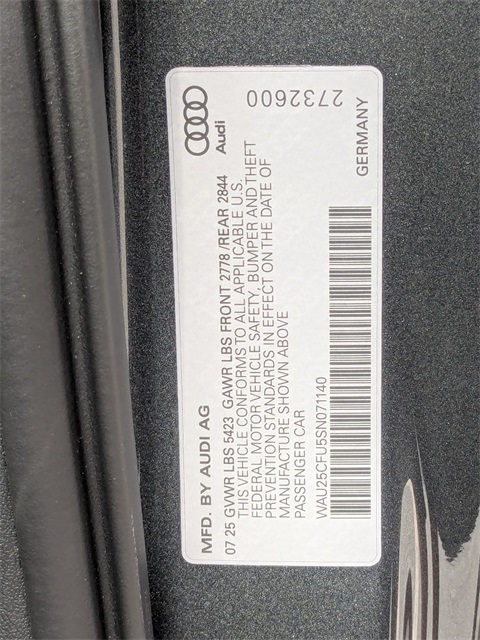 MFD. BY AUDI AG
Audi
07 25 GVWR LBS 5423 GAWR LBS FRONT 2778 /REAR 2844
THIS VEHICLE CONFORMS TO ALL APPLICABLE U.S.
FEDERAL MOTOR VEHICLE SAFETY, BUMPER AND THEFT
PREVENTION STANDARDS IN EFFECT ON THE DATE OF
MANUFACTURE SHOWN ABOVE
PASSENGER CAR
WAU25CFU5SN071140
2732600
GERMANY